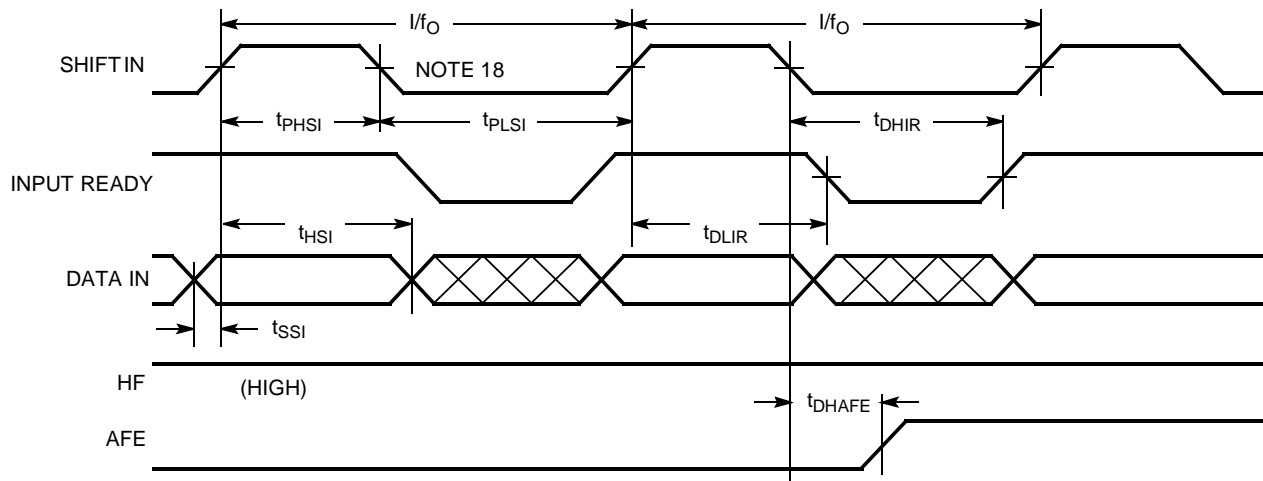 I/fO I/fO
SHIFT IN NOTE 18
tPHSI tPLSI tDHIR
INPUT READY
tHSI tDLIR
DATA IN
tSSI
HF (HIGH)
tDHAFE
AFE